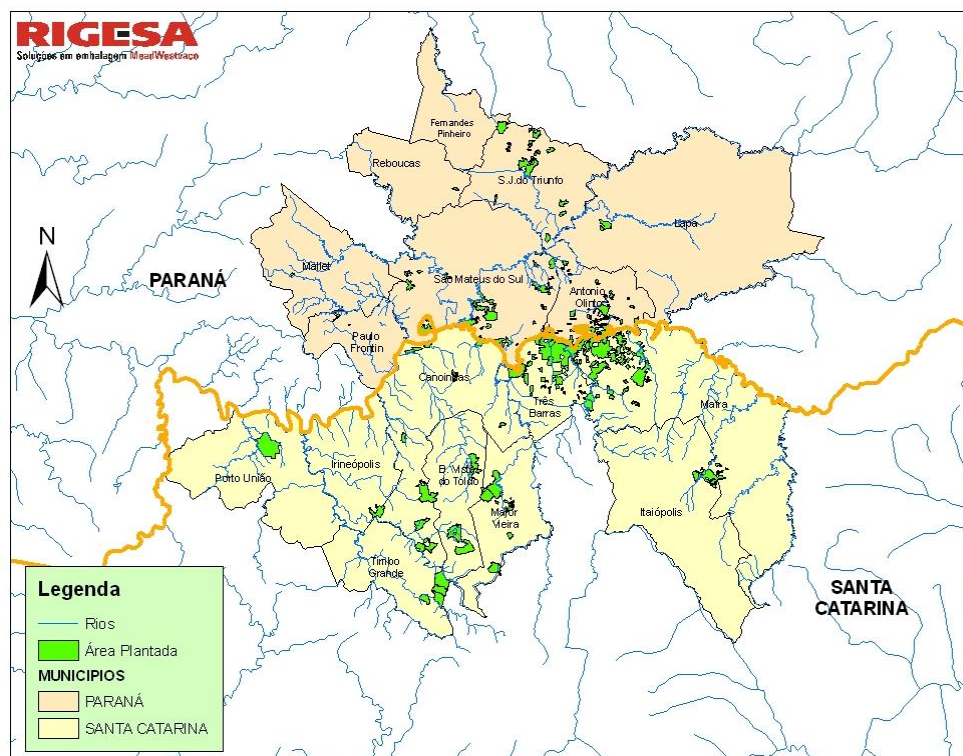 RIGESA
Soluções em embalagem MeadWestvaco
Fernandes
Pinheiro
Reboucas
S.J.do Triunfo
Lapa
N
PARANÁ
Mallet
São Mateus do Sul
Antonio
Olinto
Paulo
Frontin
Canoinhas
Três
Barras
Mafra
Porto União
Irineópolis
B. Vista
do Toldo
Major
Vieira
Itaiópolis
Timbo
Grande
SANTA
CATARINA
Legenda
Rios
Área Plantada
MUNICIPIOS
PARANÁ
SANTA CATARINA